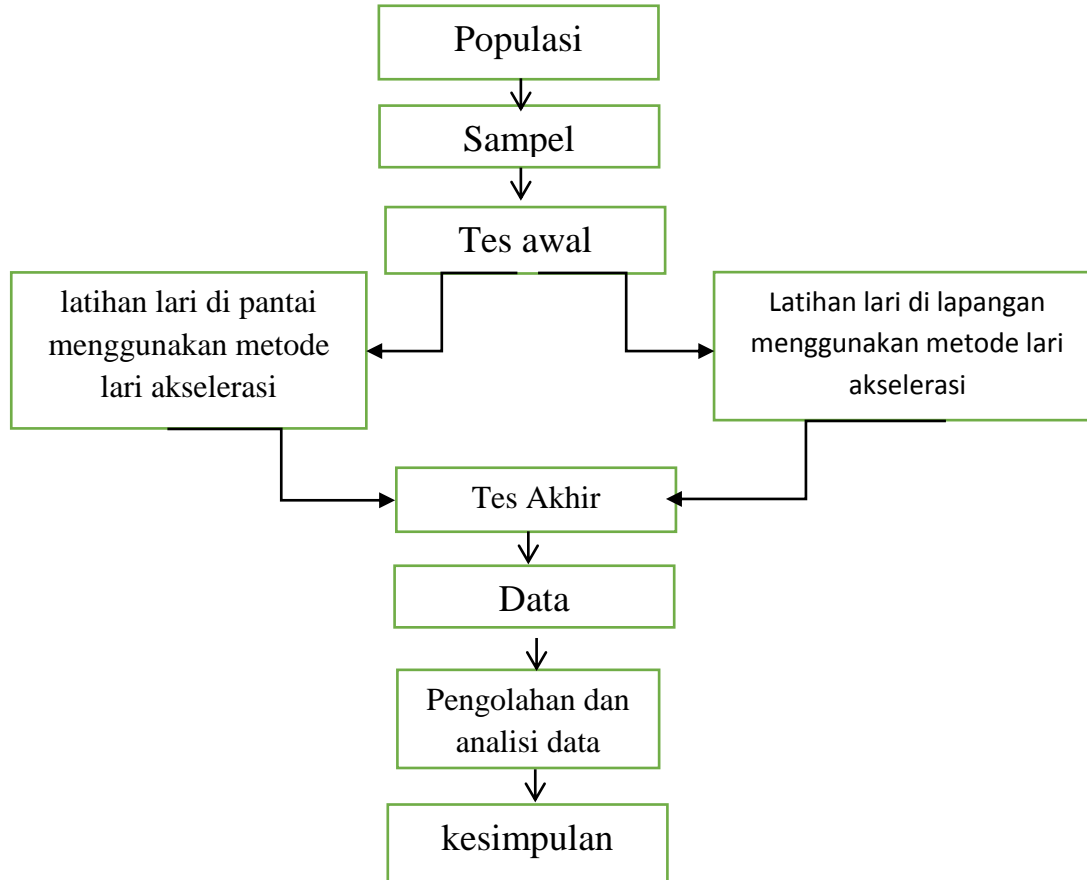 Populasi
Sampel
Tes awal
latihan lari di pantai
menggunakan metode
lari akselerasi
Latihan lari di lapangan
menggunakan metode lari
akselerasi
Tes Akhir
Data
Pengolahan dan
analisi data
kesimpulan